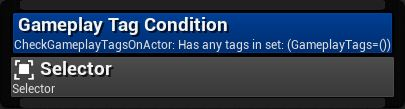 Gameplay Tag Condition
CheckGameplayTagsOnActor: Has any tags in set: (GameplayTags=())
Selector
Selector